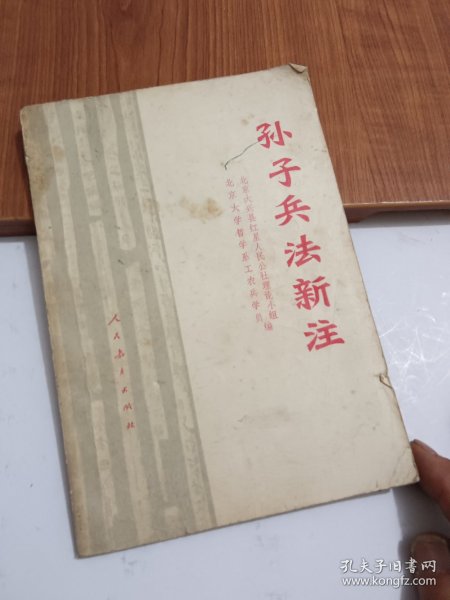 孙子兵法新注
北京大兴县红星人民公社理论小组
北京大学哲学系工农兵学员
编
人民教育出版社
孔夫子旧书网
www.kongfz.com